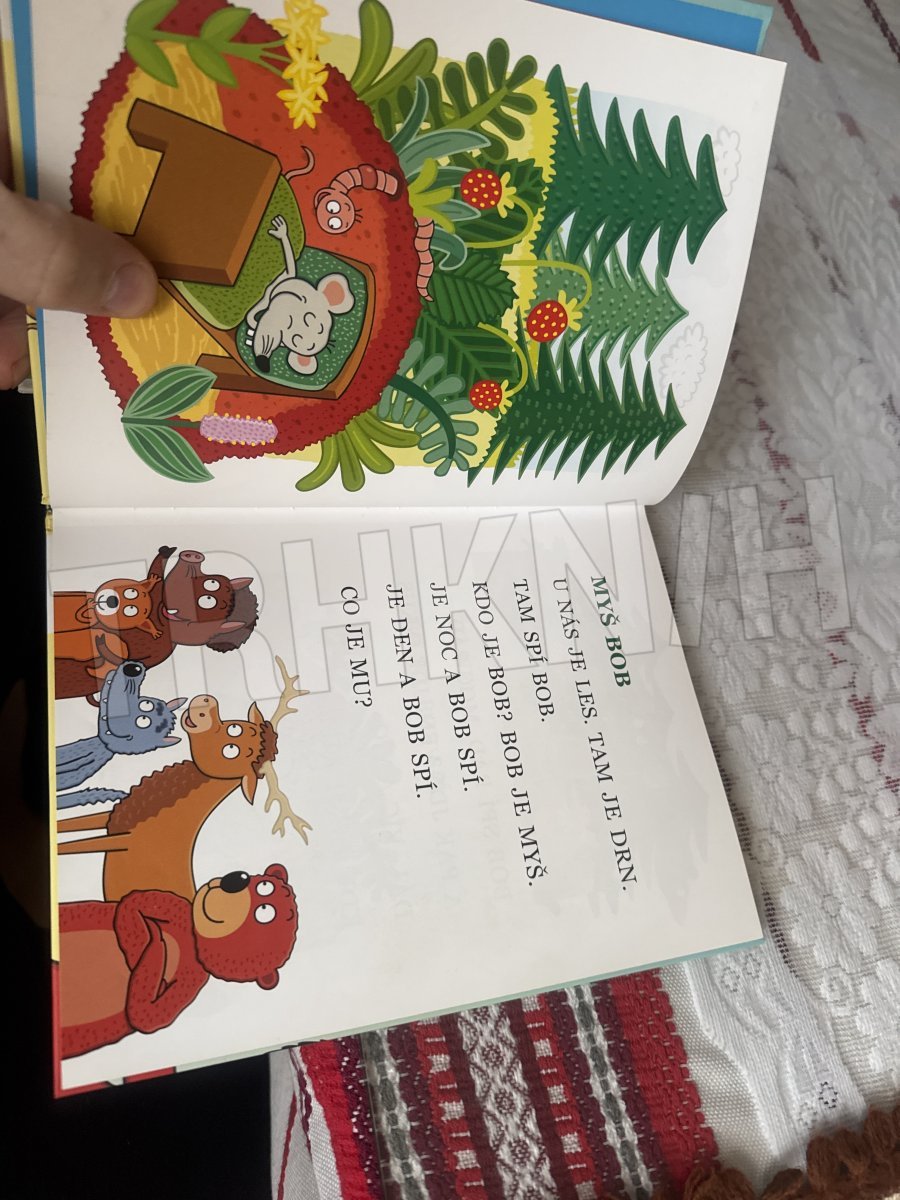 MYŠ BOB
U NÁS JE LES. TAM JE DRN.
TAM SPÍ BOB.
KDO JE BOB? BOB JE MYŠ.
JE NOC A BOB SPÍ.
JE DEN A BOB SPÍ.
CO JE MU?
TRHKNIH